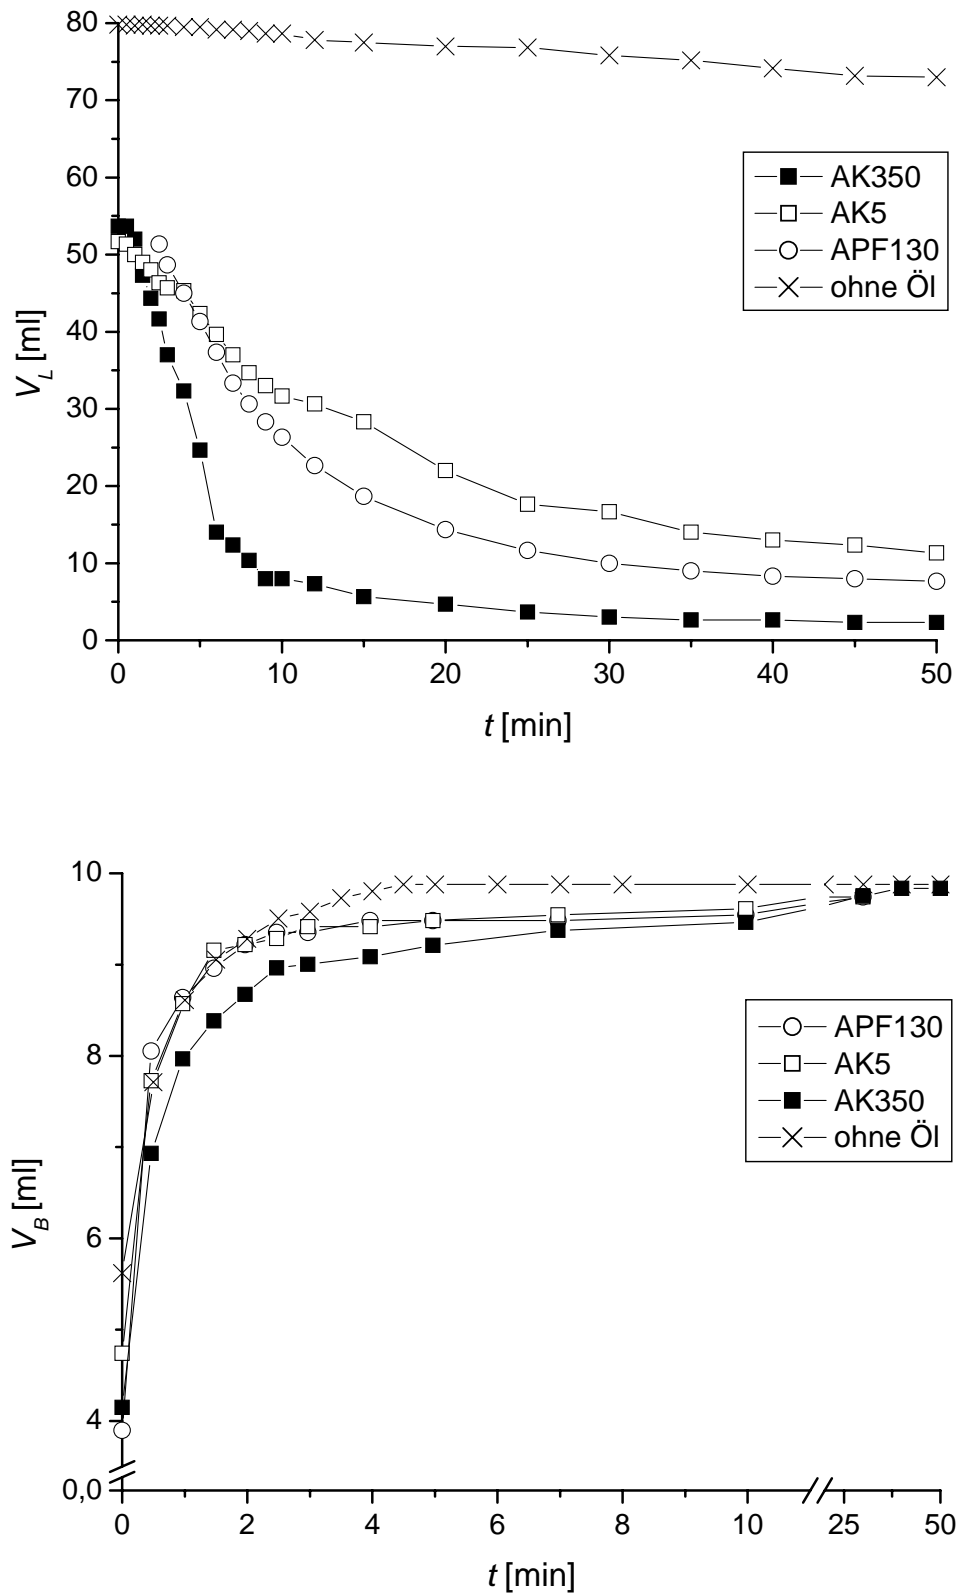 80
70
60
50
40
30
20
10
0
V_L [ml]
AK350
AK5
APF130
ohne Öl
0 10 20 30 40 50
t [min]
10
8
6
4
0,0
V_B [ml]
APF130
AK5
AK350
ohne Öl
0 2 4 6 8 10 25 50
t [min]